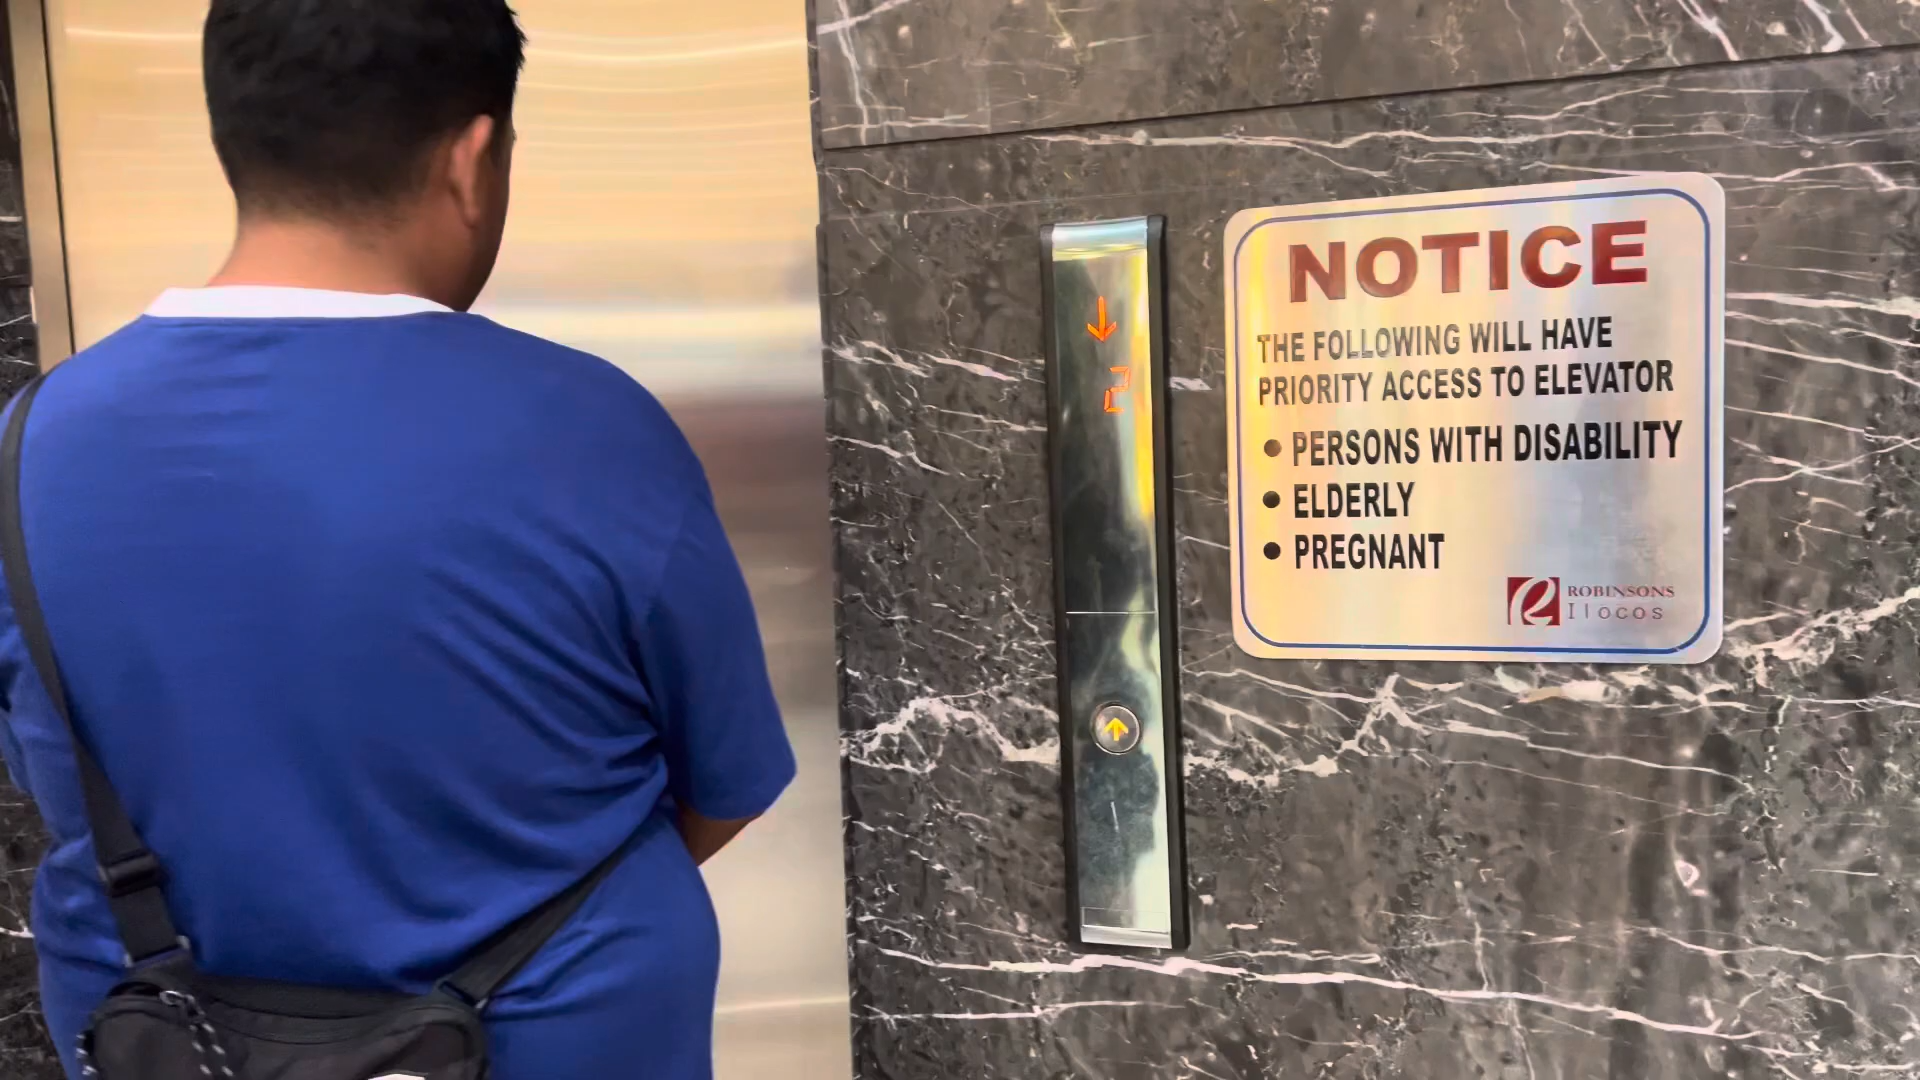 2
NOTICE
THE FOLLOWING WILL HAVE
PRIORITY ACCESS TO ELEVATOR
• PERSONS WITH DISABILITY
• ELDERLY
• PREGNANT
ROBINSONS
Ilocos